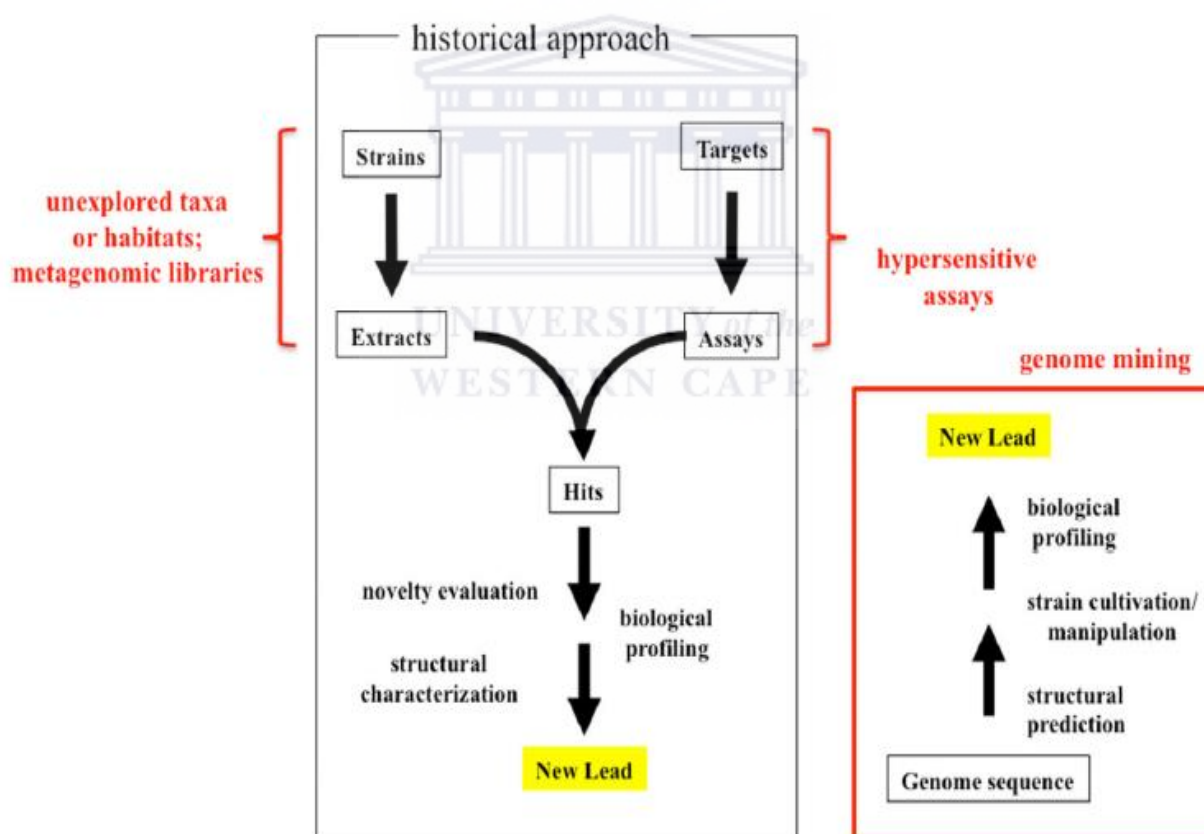 historical approach
Strains
Targets
unexplored taxa
or habitats;
metagenomic libraries
hypersensitive
assays
Extracts
Assays
UNIVERSITY of the
WESTERN CAPE
Hits
novelty evaluation
biological
profiling
structural
characterization
New Lead
genome mining
New Lead
biological
profiling
strain cultivation/
manipulation
structural
prediction
Genome sequence